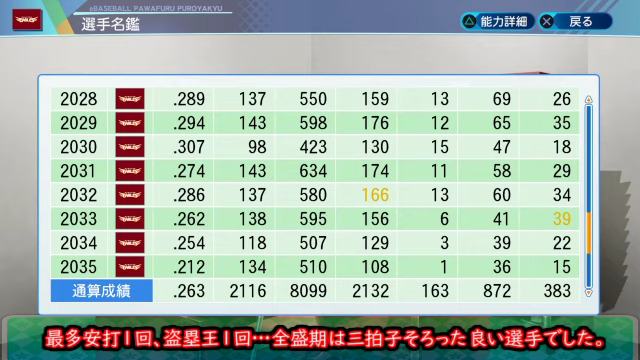 eBASEBALL PAWAFURU PUROYAKYU
選手名鑑
能力詳細 戻る
2028 .289 137 550 159 13 69 26
2029 .294 143 598 176 12 65 35
2030 .307 98 423 130 15 47 18
2031 .274 143 634 174 11 58 29
2032 .286 137 580 166 13 60 34
2033 .262 138 595 156 6 41 39
2034 .254 118 507 129 3 39 22
2035 .212 134 510 108 1 36 15
通算成績 .263 2116 8099 2132 163 872 383
最多安打1回、盗塁王1回…全盛期は三拍子そろった良い選手でした。